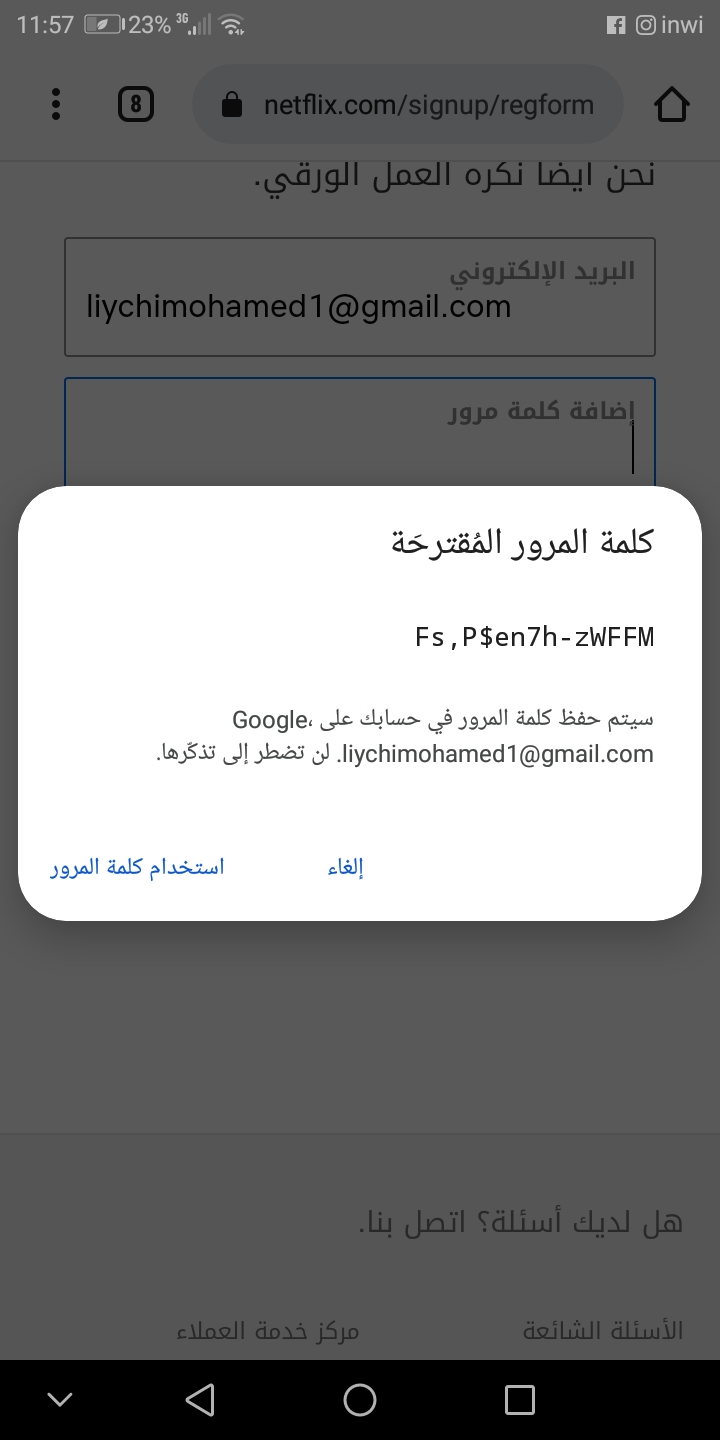 11:57 23% 3G inwi
8 netflix.com/signup/regform
نحن أيضا نكره العمل الورقي.
البريد الإلكتروني
liychimohamed1@gmail.com
إضافة كلمة مرور
كلمة المرور المُقترحَة
Fs,P$en7h-zWFFM
سيتم حفظ كلمة المرور في حسابك على Google،
liychimohamed1@gmail.com. لن تضطر إلى تذكّرها.
إلغاء
استخدام كلمة المرور
هل لديك أسئلة؟ اتصل بنا.
الأسئلة الشائعة
مركز خدمة العملاء